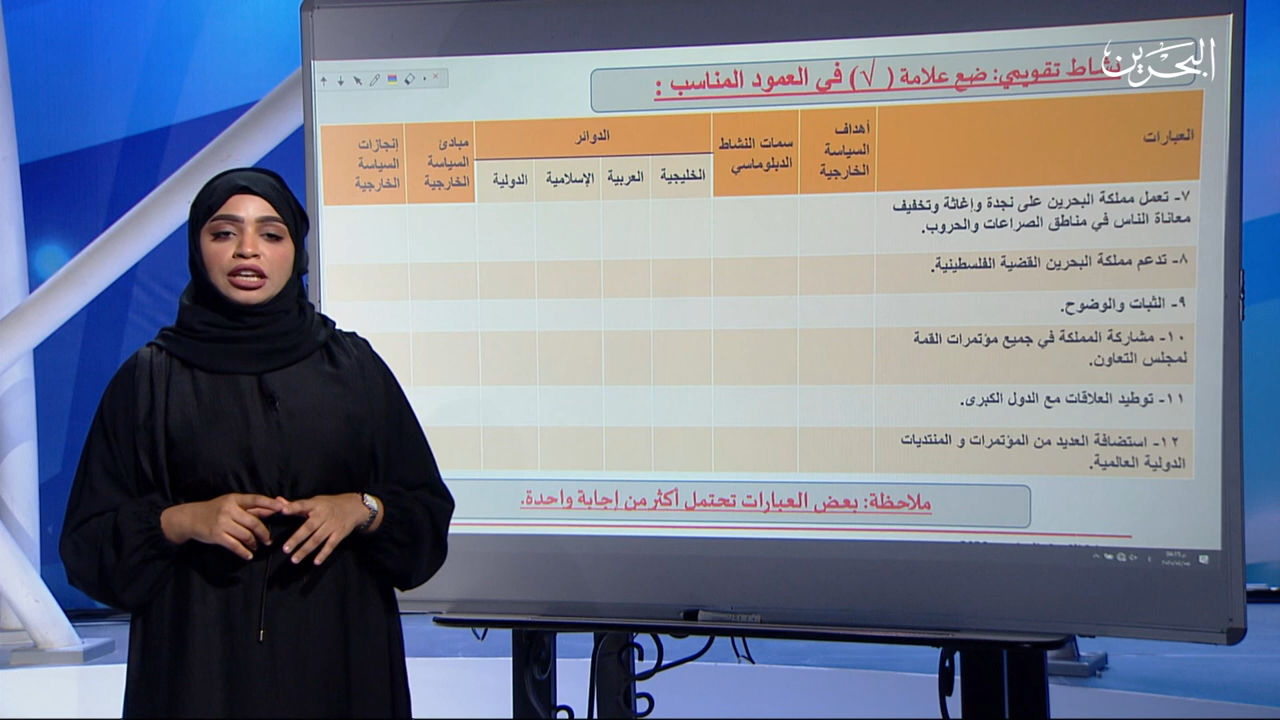 البحرين
نشاط تقويمي: ضع علامة ( √ ) في العمود المناسب :
العبارات
أهداف
السياسة
الخارجية
سمات النشاط
الدبلوماسي
الدوائر
الخليجية
العربية
الإسلامية
الدولية
مبادئ
السياسة
الخارجية
إنجازات
السياسة
الخارجية
٧- تعمل مملكة البحرين على نجدة وإغاثة وتخفيف
معاناة الناس في مناطق الصراعات والحروب.
٨- تدعم مملكة البحرين القضية الفلسطينية.
٩- الثبات والوضوح.
١٠- مشاركة المملكة في جميع مؤتمرات القمة
لمجلس التعاون.
١١- توطيد العلاقات مع الدول الكبرى.
١٢- استضافة العديد من المؤتمرات و المنتديات
الدولية العالمية.
ملاحظة: بعض العبارات تحتمل أكثر من إجابة واحدة.